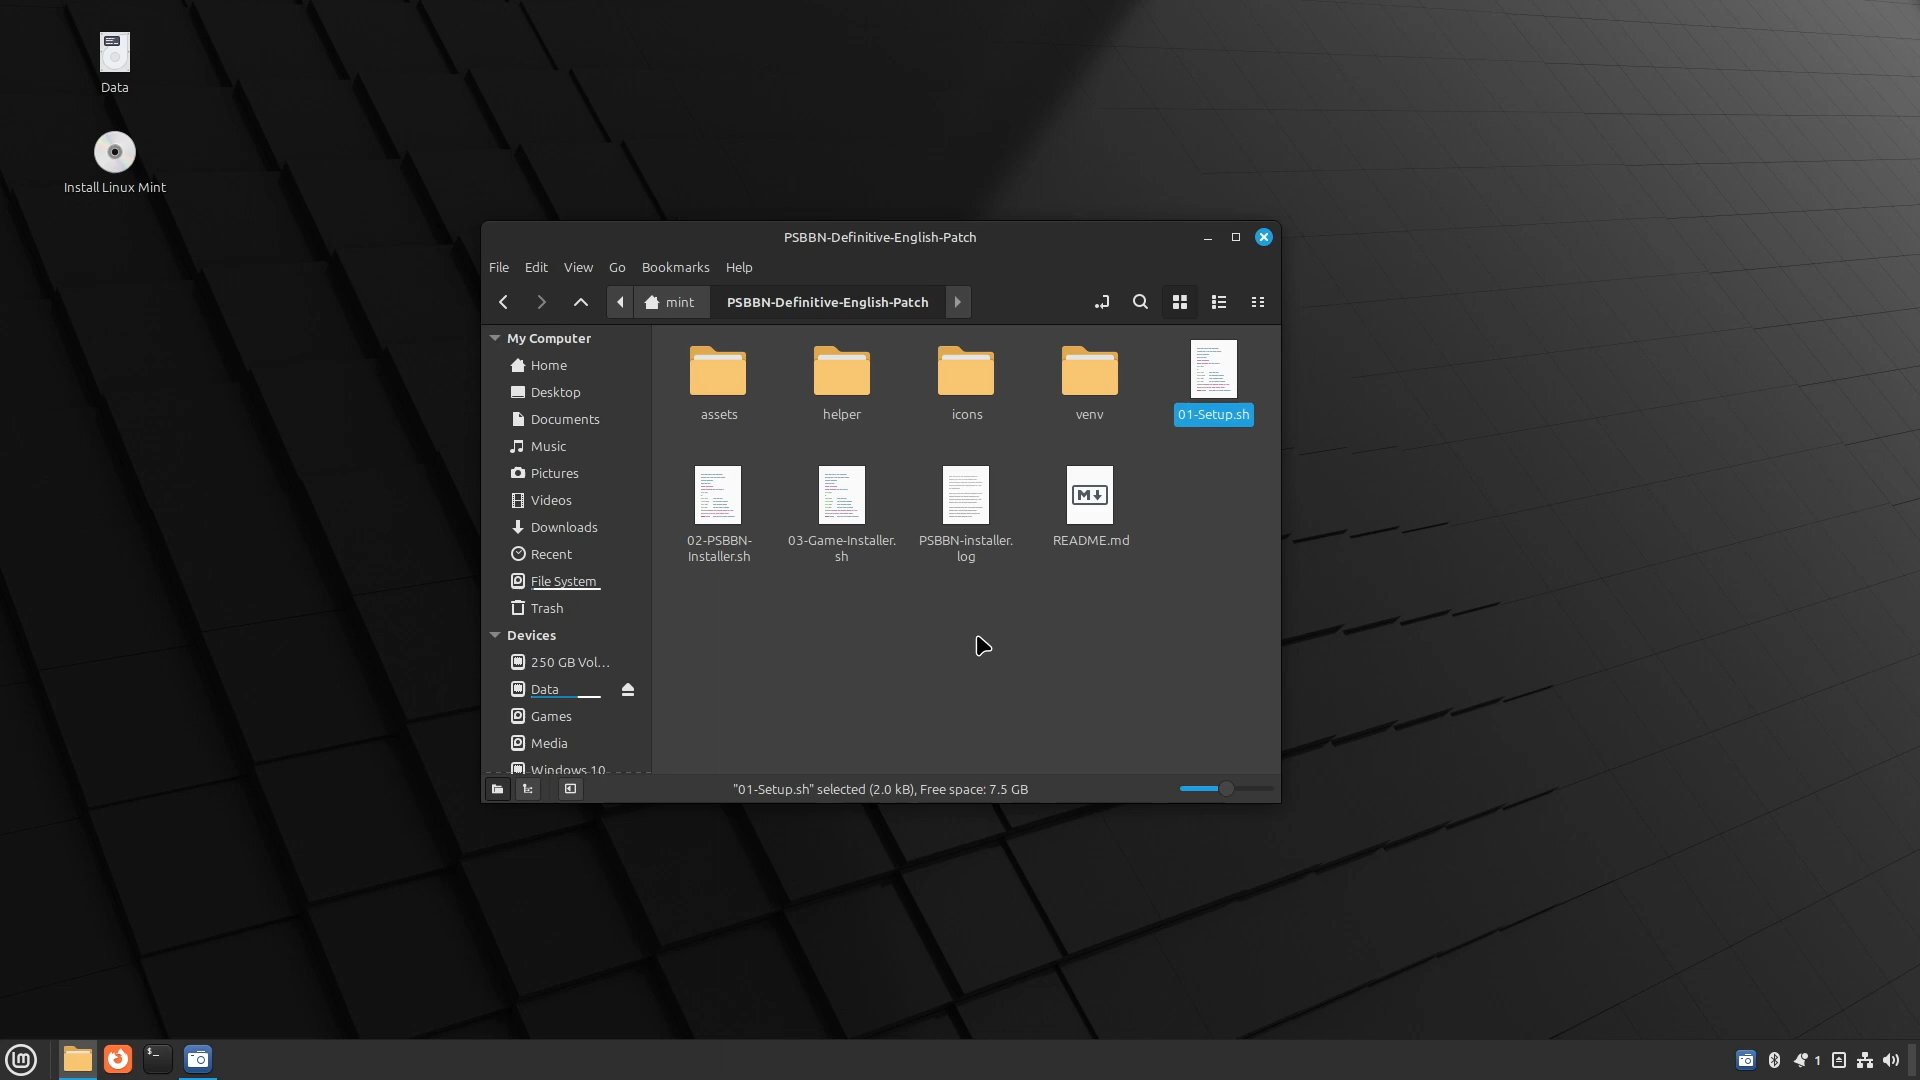 Data
Install Linux Mint
PSBBN-Definitive-English-Patch
File Edit View Go Bookmarks Help
mint PSBBN-Definitive-English-Patch
My Computer
Home
Desktop
Documents
Music
Pictures
Videos
Downloads
Recent
File System
Trash
Devices
250 GB Vol...
Data
Games
Media
Windows 10
assets
helper
icons
venv
01-Setup.sh
02-PSBBN-
Installer.sh
03-Game-Installer.
sh
PSBBN-installer.
log
M
README.md
"01-Setup.sh" selected (2.0 kB), Free space: 7.5 GB
lm
$_
1